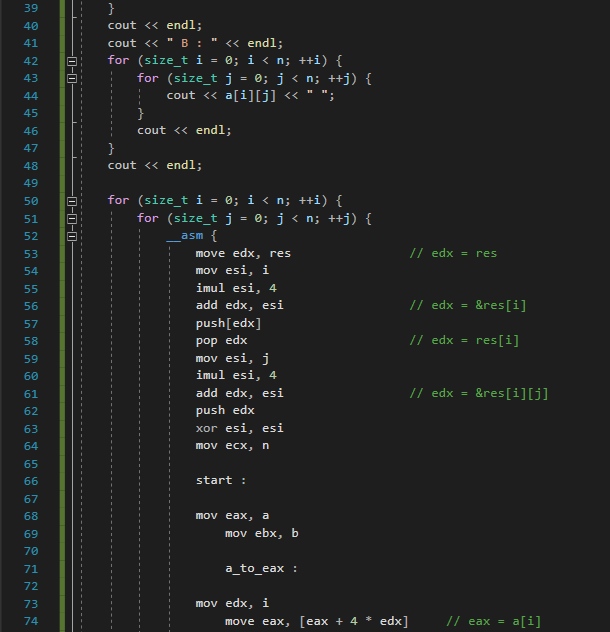 39 }
40 cout << endl;
41 cout << " B : " << endl;
42 for (size_t i = 0; i < n; ++i) {
43 for (size_t j = 0; j < n; ++j) {
44 cout << a[i][j] << " ";
45 }
46 cout << endl;
47 }
48 cout << endl;
49
50 for (size_t i = 0; i < n; ++i) {
51 for (size_t j = 0; j < n; ++j) {
52 __asm {
53 move edx, res // edx = res
54 mov esi, i
55 imul esi, 4
56 add edx, esi // edx = &res[i]
57 push[edx]
58 pop edx // edx = res[i]
59 mov esi, j
60 imul esi, 4
61 add edx, esi // edx = &res[i][j]
62 push edx
63 xor esi, esi
64 mov ecx, n
65
66 start :
67
68 mov eax, a
69 mov ebx, b
70
71 a_to_eax :
72
73 mov edx, i
74 move eax, [eax + 4 * edx] // eax = a[i]